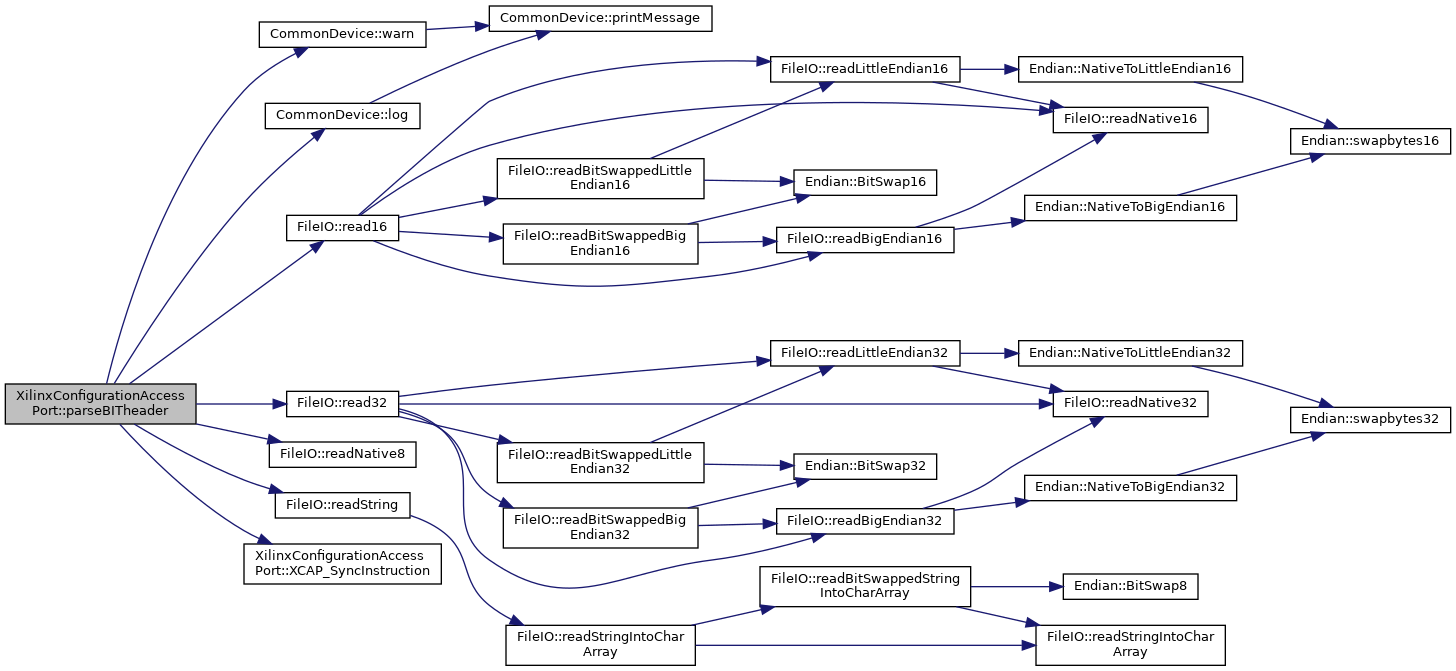 XilinxConfigurationAccess
Port::parseBITheader
CommonDevice::warn
CommonDevice::printMessage
CommonDevice::log
FileIO::read16
FileIO::readLittleEndian16
Endian::NativeToLittleEndian16
FileIO::readNative16
Endian::swapbytes16
FileIO::readBitSwappedLittle
Endian16
Endian::BitSwap16
FileIO::readBitSwappedBig
Endian16
FileIO::readBigEndian16
Endian::NativeToBigEndian16
FileIO::read32
FileIO::readLittleEndian32
Endian::NativeToLittleEndian32
FileIO::readNative32
Endian::swapbytes32
FileIO::readBitSwappedLittle
Endian32
Endian::BitSwap32
FileIO::readBitSwappedBig
Endian32
FileIO::readBigEndian32
Endian::NativeToBigEndian32
FileIO::readNative8
FileIO::readString
XilinxConfigurationAccess
Port::XCAP_SyncInstruction
FileIO::readStringIntoChar
Array
FileIO::readBitSwappedString
IntoCharArray
Endian::BitSwap8
FileIO::readStringIntoChar
Array